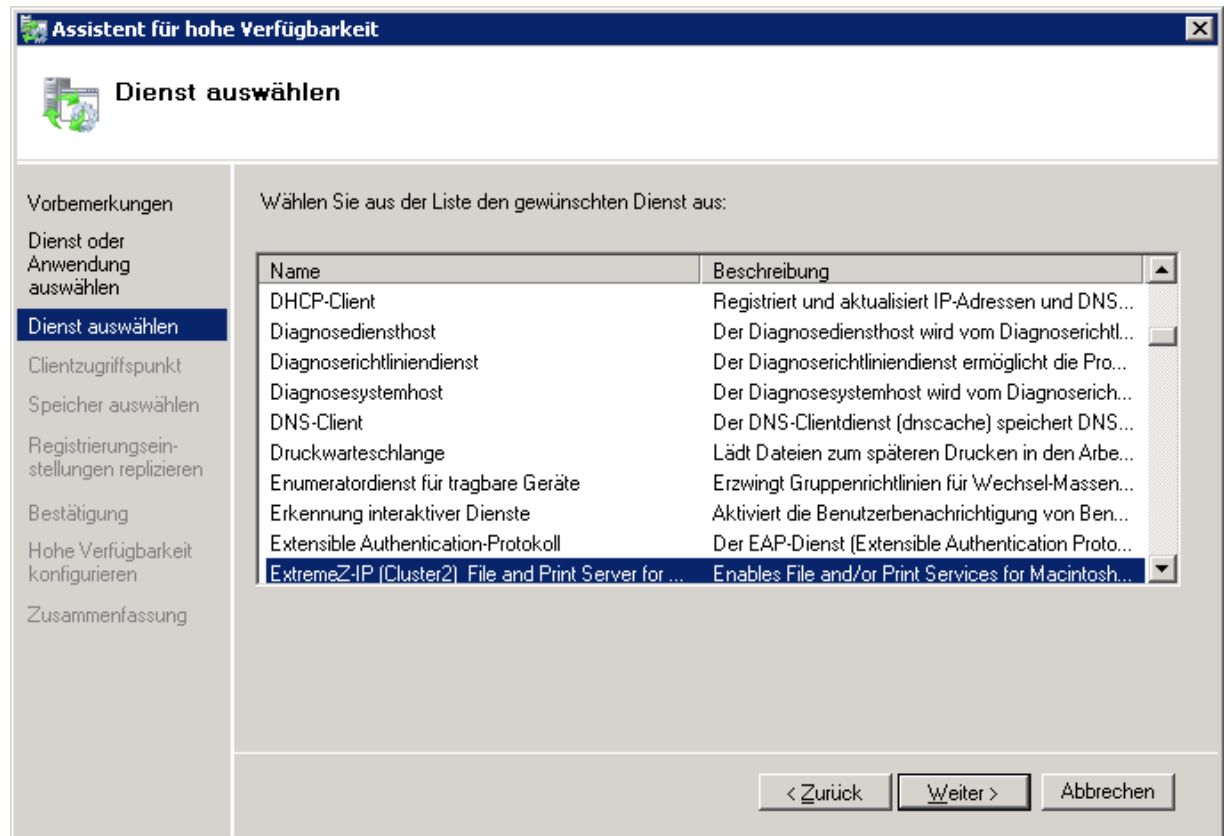 Assistent für hohe Verfügbarkeit
Dienst auswählen
Vorbemerkungen
Dienst oder
Anwendung
auswählen
Dienst auswählen
Clientzugriffspunkt
Speicher auswählen
Registrierungsein-
stellungen replizieren
Bestätigung
Hohe Verfügbarkeit
konfigurieren
Zusammenfassung
Wählen Sie aus der Liste den gewünschten Dienst aus:
Name Beschreibung
DHCP-Client Registriert und aktualisiert IP-Adressen und DNS...
Diagnosediensthost Der Diagnosediensthost wird vom Diagnoserichtl...
Diagnoserichtliniendienst Der Diagnoserichtliniendienst ermöglicht die Pro...
Diagnosesystemhost Der Diagnosesystemhost wird vom Diagnoserich...
DNS-Client Der DNS-Clientdienst (dnscache) speichert DNS...
Druckwarteschlange Lädt Dateien zum späteren Drucken in den Arbe...
Enumeratordienst für tragbare Geräte Erzwingt Gruppenrichtlinien für Wechsel-Massen...
Erkennung interaktiver Dienste Aktiviert die Benutzerbenachrichtigung von Ben...
Extensible Authentication-Protokoll Der EAP-Dienst (Extensible Authentication Proto...
ExtremeZ-IP (Cluster2) File and Print Server for ... Enables File and/or Print Services for Macintosh...
< Zurück Weiter > Abbrechen